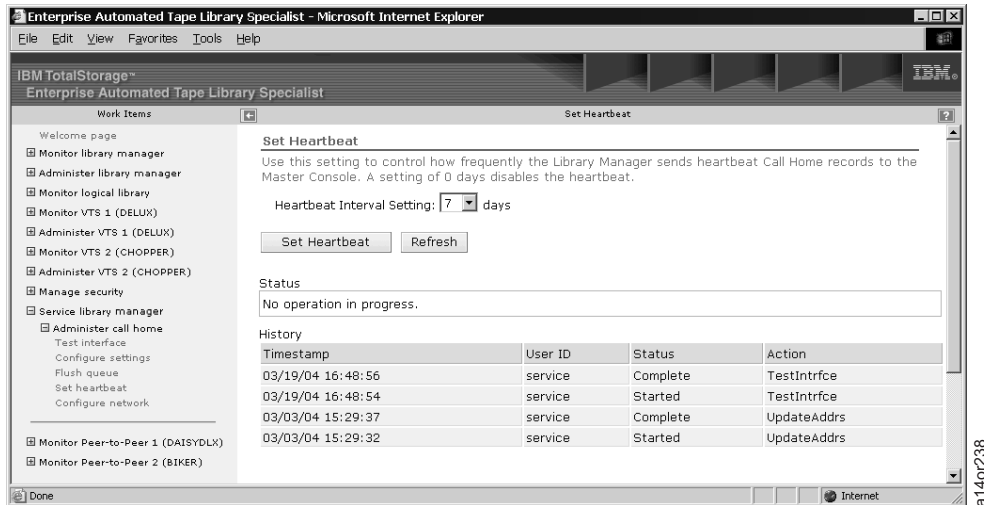 Enterprise Automated Tape Library Specialist - Microsoft Internet Explorer
File Edit View Favorites Tools Help
IBM TotalStorage™
Enterprise Automated Tape Library Specialist
IBM®
Work Items
Set Heartbeat
?
Welcome page
Monitor library manager
Administer library manager
Monitor logical library
Monitor VTS 1 (DELUX)
Administer VTS 1 (DELUX)
Monitor VTS 2 (CHOPPER)
Administer VTS 2 (CHOPPER)
Manage security
Service library manager
Administer call home
Test interface
Configure settings
Flush queue
Set heartbeat
Configure network
Monitor Peer-to-Peer 1 (DAISYDLX)
Monitor Peer-to-Peer 2 (BIKER)
Set Heartbeat
Use this setting to control how frequently the Library Manager sends heartbeat Call Home records to the
Master Console. A setting of 0 days disables the heartbeat.
Heartbeat Interval Setting: 7 days
Set Heartbeat Refresh
Status
No operation in progress.
History
Timestamp User ID Status Action
03/19/04 16:48:56 service Complete TestIntrfce
03/19/04 16:48:54 service Started TestIntrfce
03/03/04 15:29:37 service Complete UpdateAddrs
03/03/04 15:29:32 service Started UpdateAddrs
Done
Internet
a14or238